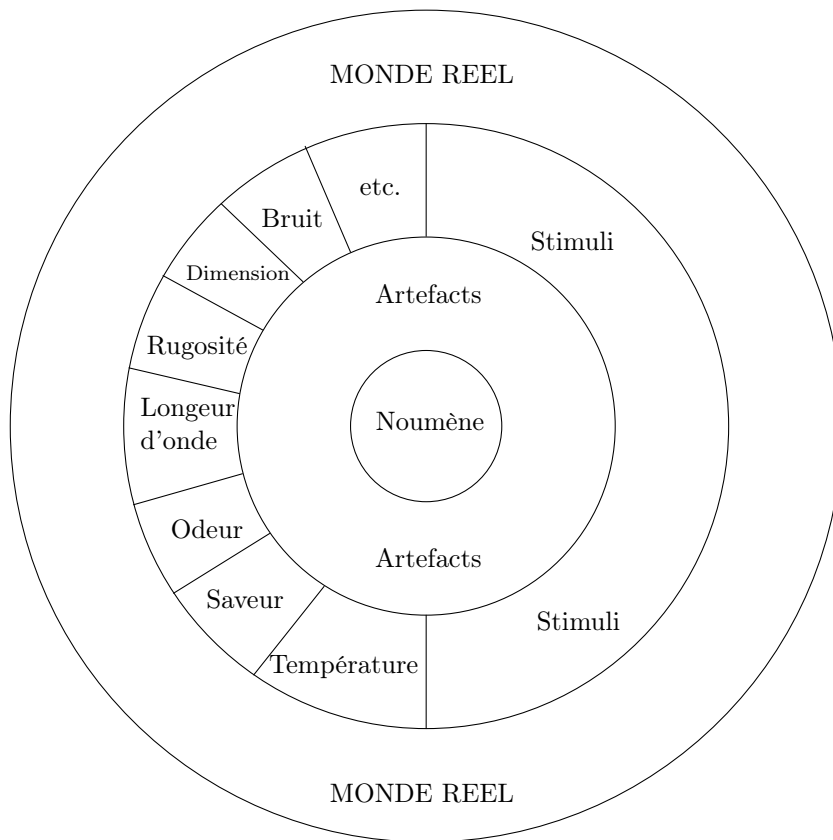 MONDE REEL
etc.
Bruit
Stimuli
Dimension
Artefacts
Rugosité
Longeur
d'onde
Noumène
Odeur
Artefacts
Saveur
Stimuli
Température
MONDE REEL